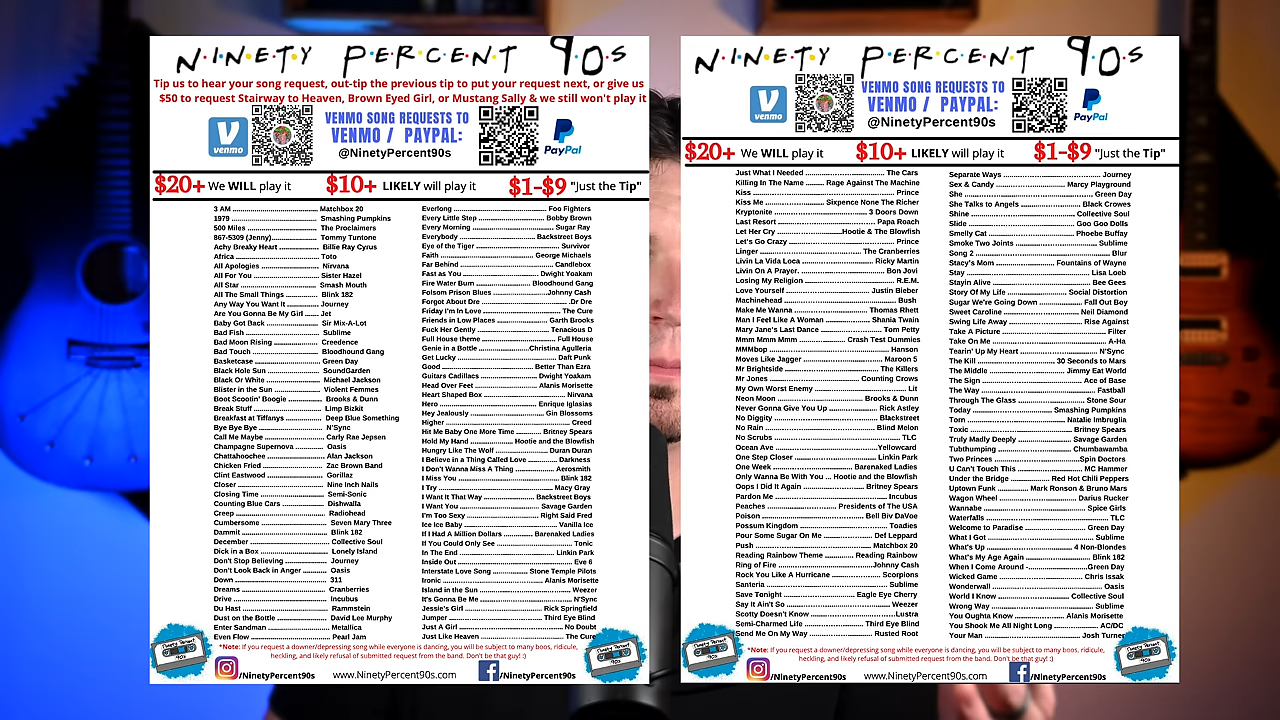 N·I·N·E·T·Y P·E·R·C·E·N·T 90·s
Tip us to hear your song request, out-tip the previous tip to put your request next, or give us
$50 to request Stairway to Heaven, Brown Eyed Girl, or Mustang Sally & we still won't play it
venmo
VENMO SONG REQUESTS TO
VENMO / PAYPAL:
@NinetyPercent90s
PayPal
$20+ We WILL play it $10+ LIKELY will play it $1-$9 "Just the Tip"
3 AM Matchbox 20
1979 Smashing Pumpkins
500 Miles The Proclaimers
867-5309 (Jenny) Tommy Tuntone
Achy Breaky Heart Billie Ray Cyrus
Africa Toto
All Apologies Nirvana
All For You Sister Hazel
All Star Smash Mouth
All The Small Things Blink 182
Any Way You Want It Journey
Are You Gonna Be My Girl Jet
Baby Got Back Sir Mix-A-Lot
Bad Fish Sublime
Bad Moon Rising Creedence
Bad Touch Bloodhound Gang
Basketcase Green Day
Black Hole Sun SoundGarden
Black Or White Michael Jackson
Blister in the Sun Violent Femmes
Boot Scootin' Boogie Brooks & Dunn
Break Stuff Limp Bizkit
Breakfast at Tiffanys Deep Blue Something
Bye Bye Bye N'Sync
Call Me Maybe Carly Rae Jepsen
Champagne Supernova Oasis
Chattahoochee Alan Jackson
Chicken Fried Zac Brown Band
Clint Eastwood Gorillaz
Closer Nine Inch Nails
Closing Time Semi-Sonic
Counting Blue Cars Dishwalla
Creep Radiohead
Cumbersome Seven Mary Three
Dammit Blink 182
December Collective Soul
Dick in a Box Lonely Island
Don't Stop Believing Journey
Don't Look Back in Anger Oasis
Down 311
Dreams Cranberries
Drive Incubus
Du Hast Rammstein
Dust on the Bottle David Lee Murphy
Enter Sandman Metallica
Even Flow Pearl Jam
Everlong Foo Fighters
Every Little Step Bobby Brown
Every Morning Sugar Ray
Everybody Backstreet Boys
Eye of the Tiger Survivor
Faith George Michaels
Far Behind Candlebox
Fast as You Dwight Yoakam
Fire Water Burn Bloodhound Gang
Folsom Prison Blues Johnny Cash
Forgot About Dre Dr Dre
Friday I'm In Love The Cure
Friends in Low Places Garth Brooks
Fuck Her Gently Tenacious D
Full House theme Full House
Genie in a Bottle Christina Agulleria
Get Lucky Daft Punk
Good Better Than Ezra
Guitars Cadillacs Dwight Yoakam
Head Over Feet Alanis Morisette
Heart Shaped Box Nirvana
Hero Enrique Iglasias
Hey Jealously Gin Blossoms
Higher Creed
Hit Me Baby One More Time Britney Spears
Hold My Hand Hootie and the Blowfish
Hungry Like The Wolf Duran Duran
I Believe in a Thing Called Love Darkness
I Don't Wanna Miss A Thing Aerosmith
I Miss You Blink 182
I Try Macy Gray
I Want It That Way Backstreet Boys
I Want You Savage Garden
I'm Too Sexy Right Said Fred
Ice Ice Baby Vanilla Ice
If I Had A Million Dollars Barenaked Ladies
If You Could Only See Tonic
In The End Linkin Park
Inside Out Eve 6
Interstate Love Song Stone Temple Pilots
Ironic Alanis Morisette
Island in the Sun Weezer
It's Gonna Be Me N'Sync
Jessie's Girl Rick Springfield
Jumper Third Eye Blind
Just A Girl No Doubt
Just Like Heaven The Cure
*Note: If you request a downer/depressing song while everyone is dancing, you will be subject to many boos, ridicule,
heckling, and likely refusal of submitted request from the band. Don't be that guy! :)
/NinetyPercent90s www.NinetyPercent90s.com /NinetyPercent90s
N·I·N·E·T·Y P·E·R·C·E·N·T 90·s
venmo
VENMO SONG REQUESTS TO
VENMO / PAYPAL:
@NinetyPercent90s
PayPal
$20+ We WILL play it $10+ LIKELY will play it $1-$9 "Just the Tip"
Just What I Needed The Cars
Killing In The Name Rage Against The Machine
Kiss Prince
Kiss Me Sixpence None The Richer
Kryptonite 3 Doors Down
Last Resort Papa Roach
Let Her Cry Hootie & The Blowfish
Let's Go Crazy Prince
Linger The Cranberries
Livin La Vida Loca Ricky Martin
Livin On A Prayer. Bon Jovi
Losing My Religion R.E.M.
Love Yourself Justin Bieber
Machinehead Bush
Make Me Wanna Thomas Rhett
Man I Feel Like A Woman Shania Twain
Mary Jane's Last Dance Tom Petty
Mmm Mmm Mmm Crash Test Dummies
MMMbop Hanson
Moves Like Jagger Maroon 5
Mr Brightside The Killers
Mr Jones Counting Crows
My Own Worst Enemy Lit
Neon Moon Brooks & Dunn
Never Gonna Give You Up Rick Astley
No Diggity Blackstreet
No Rain Blind Melon
No Scrubs TLC
Ocean Ave Yellowcard
One Step Closer Linkin Park
One Week Barenaked Ladies
Only Wanna Be With You ... Hootie and the Blowfish
Oops I Did It Again Britney Spears
Pardon Me Incubus
Peaches Presidents of The USA
Poison Bell Biv DaVoe
Possum Kingdom Toadies
Pour Some Sugar On Me Def Leppard
Push Matchbox 20
Reading Rainbow Theme Reading Rainbow
Ring of Fire Johnny Cash
Rock You Like A Hurricane Scorpions
Santeria Sublime
Save Tonight Eagle Eye Cherry
Say It Ain't So Weezer
Scotty Doesn't Know Lustra
Semi-Charmed Life Third Eye Blind
Send Me On My Way Rusted Root
Separate Ways Journey
Sex & Candy Marcy Playground
She Green Day
She Talks to Angels Black Crowes
Shine Collective Soul
Slide Goo Goo Dolls
Smelly Cat Phoebe Buffay
Smoke Two Joints Sublime
Song 2 Blur
Stacy's Mom Fountains of Wayne
Stay Lisa Loeb
Stayin Alive Bee Gees
Story Of My Life Social Distortion
Sugar We're Going Down Fall Out Boy
Sweet Caroline Neil Diamond
Swing Life Away Rise Against
Take A Picture Filter
Take On Me A-Ha
Tearin' Up My Heart N'Sync
The Kill 30 Seconds to Mars
The Middle Jimmy Eat World
The Sign Ace of Base
The Way Fastball
Through The Glass Stone Sour
Today Smashing Pumpkins
Torn Natalie Imbruglia
Toxic Britney Spears
Truly Madly Deeply Savage Garden
Tubthumping Chumbawamba
Two Princes Spin Doctors
U Can't Touch This MC Hammer
Under the Bridge Red Hot Chili Peppers
Uptown Funk Mark Ronson & Bruno Mars
Wagon Wheel Darius Rucker
Wannabe Spice Girls
Waterfalls TLC
Welcome to Paradise Green Day
What I Got Sublime
What's Up 4 Non-Blondes
What's My Age Again Blink 182
When I Come Around Green Day
Wicked Game Chris Issak
Wonderwall Oasis
World I Know Collective Soul
Wrong Way Sublime
You Oughta Know Alanis Morisette
You Shook Me All Night Long AC/DC
Your Man Josh Turner
*Note: If you request a downer/depressing song while everyone is dancing, you will be subject to many boos, ridicule,
heckling, and likely refusal of submitted request from the band. Don't be that guy! :)
/NinetyPercent90s www.NinetyPercent90s.com /NinetyPercent90s